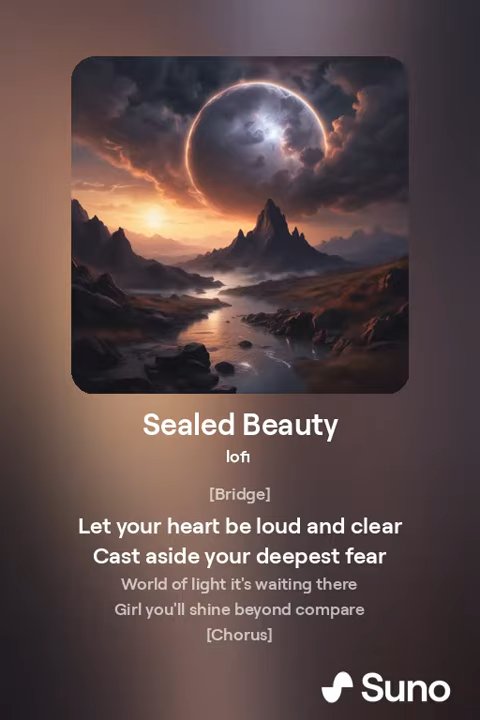 Sealed Beauty
lofi
[Bridge]
Let your heart be loud and clear
Cast aside your deepest fear
World of light it's waiting there
Girl you'll shine beyond compare
[Chorus]
Suno